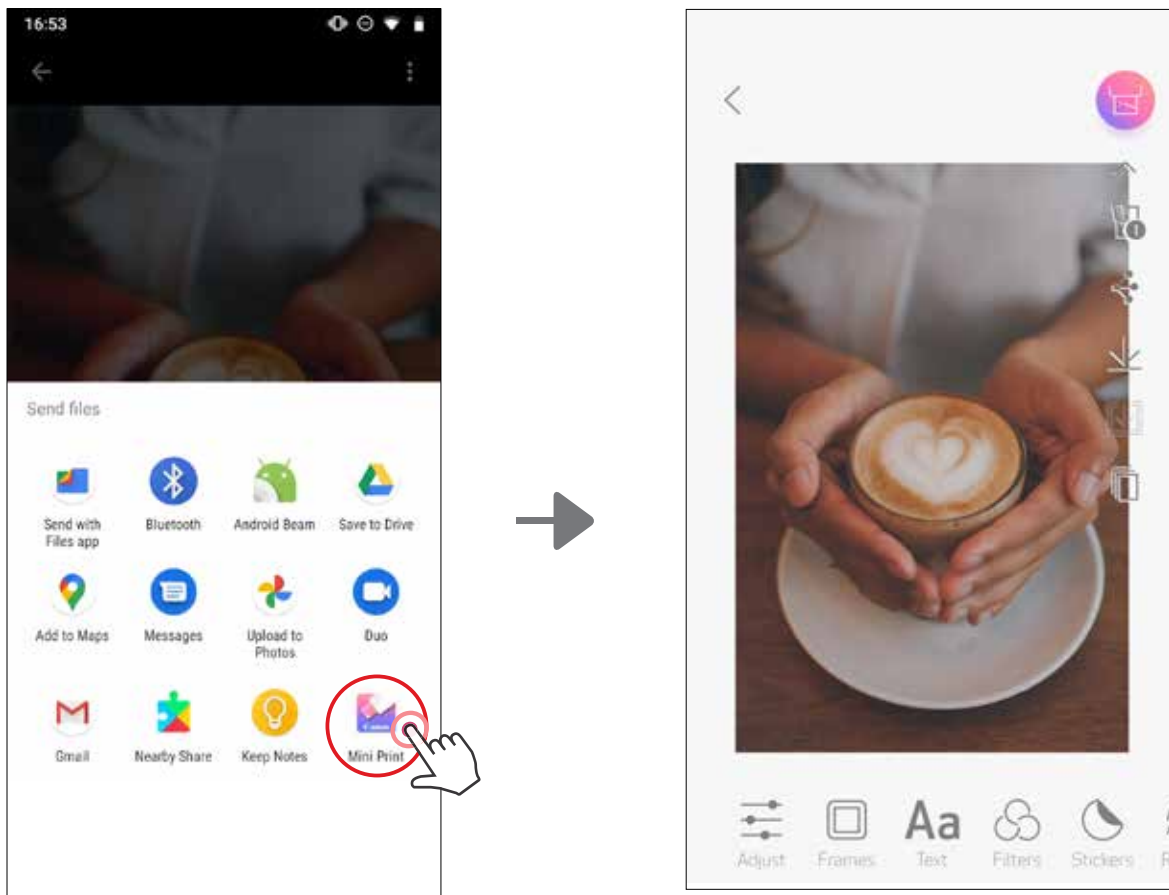 16:53
Send files
Send with
Files app
Bluetooth
Android Beam
Save to Drive
Add to Maps
Messages
Upload to
Photos
Duo
Gmail
Nearby Share
Keep Notes
Mini Print
1
Adjust
Frames
Aa
Text
Filters
Stickers